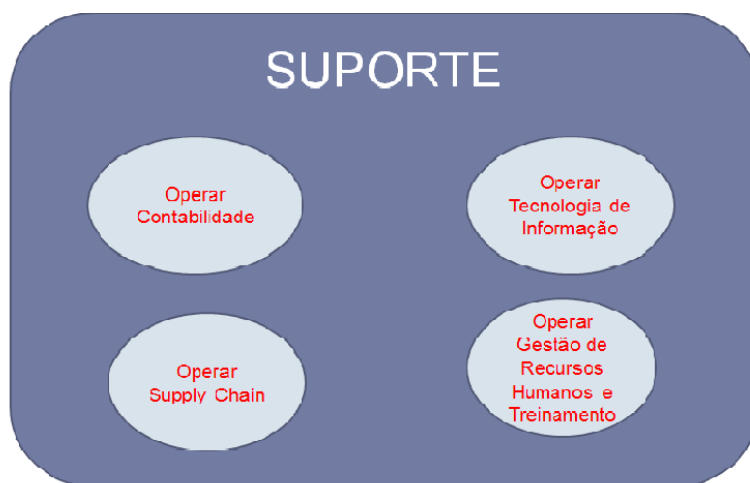 SUPORTE
Operar
Contabilidade
Operar
Tecnologia de
Informação
Operar
Supply Chain
Operar
Gestão de
Recursos
Humanos e
Treinamento